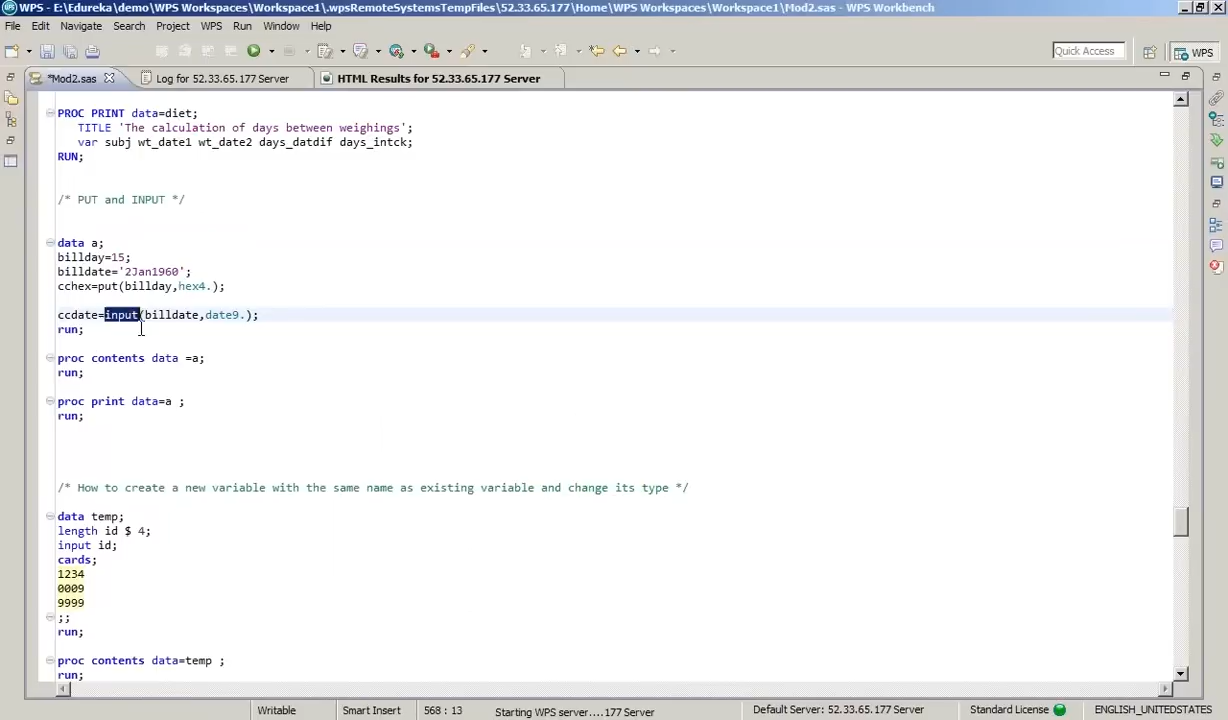 WPS - E:\Edureka\demo\WPS Workspaces\Workspace1\.wpsRemoteSystemsTempFiles\52.33.65.177\Home\WPS Workspaces\Workspace1\Mod2.sas - WPS Workbench
File Edit Navigate Search Project WPS Run Window Help
Quick Access
WPS
*Mod2.sas
Log for 52.33.65.177 Server
HTML Results for 52.33.65.177 Server
PROC PRINT data=diet;
TITLE 'The calculation of days between weighings';
var subj wt_date1 wt_date2 days_datdif days_intck;
RUN;
/* PUT and INPUT */
data a;
billday=15;
billdate='2Jan1960';
cchex=put(billday,hex4.);
ccdate=input(billdate,date9.);
run;
proc contents data =a;
run;
proc print data=a ;
run;
/* How to create a new variable with the same name as existing variable and change its type */
data temp;
length id $ 4;
input id;
cards;
1234
0009
9999
;;
run;
proc contents data=temp ;
run;
Writable
Smart Insert
568 : 13
Starting WPS server....177 Server
Default Server: 52.33.65.177 Server
Standard License
ENGLISH_UNITEDSTATES